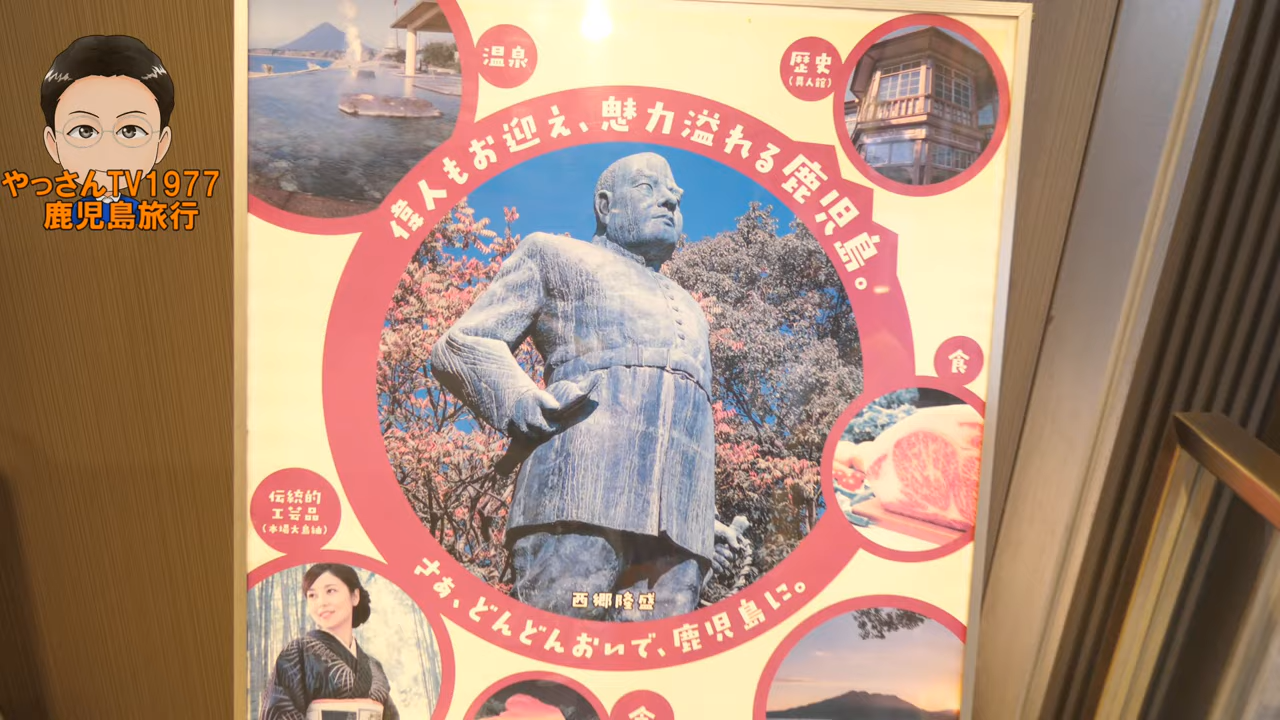 やっさんTV1977
鹿児島旅行
温泉
歴史
(異人館)
偉人もお迎え、魅力溢れる鹿児島。
食
伝統的
工芸品
(本場大島紬)
西郷隆盛
さぁ、どんどんおいで、鹿児島に。
食